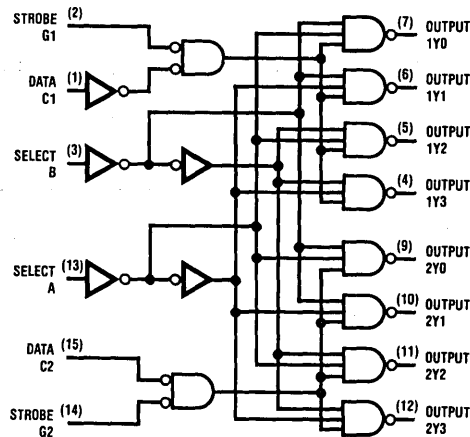 STROBE (2)
G1
DATA (1)
C1
SELECT (3)
B
SELECT (13)
A
DATA (15)
C2
STROBE (14)
G2
(7) OUTPUT
1Y0
(6) OUTPUT
1Y1
(5) OUTPUT
1Y2
(4) OUTPUT
1Y3
(9) OUTPUT
2Y0
(10) OUTPUT
2Y1
(11) OUTPUT
2Y2
(12) OUTPUT
2Y3